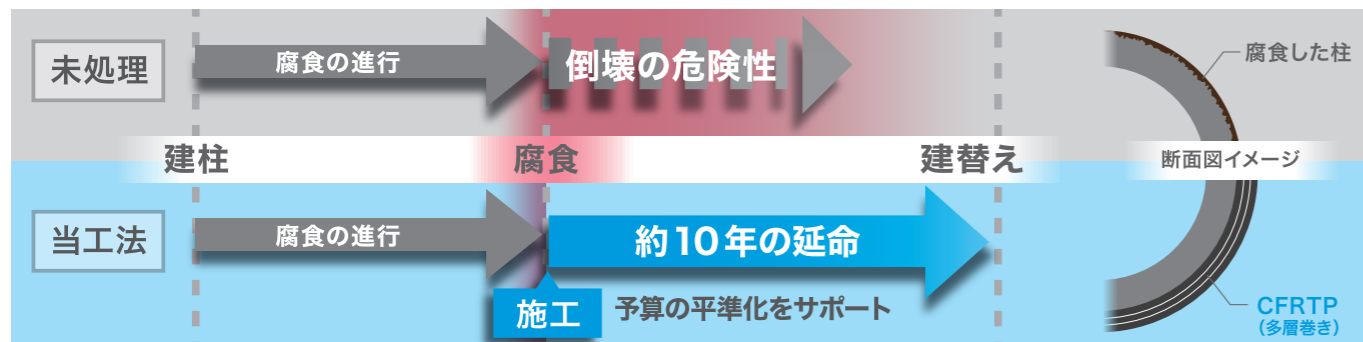 未処理
腐食の進行
倒壊の危険性
腐食した柱
建柱
腐食
建替え
断面図イメージ
当工法
腐食の進行
約10年の延命
施工
予算の平準化をサポート
CFRTP
(多層巻き)